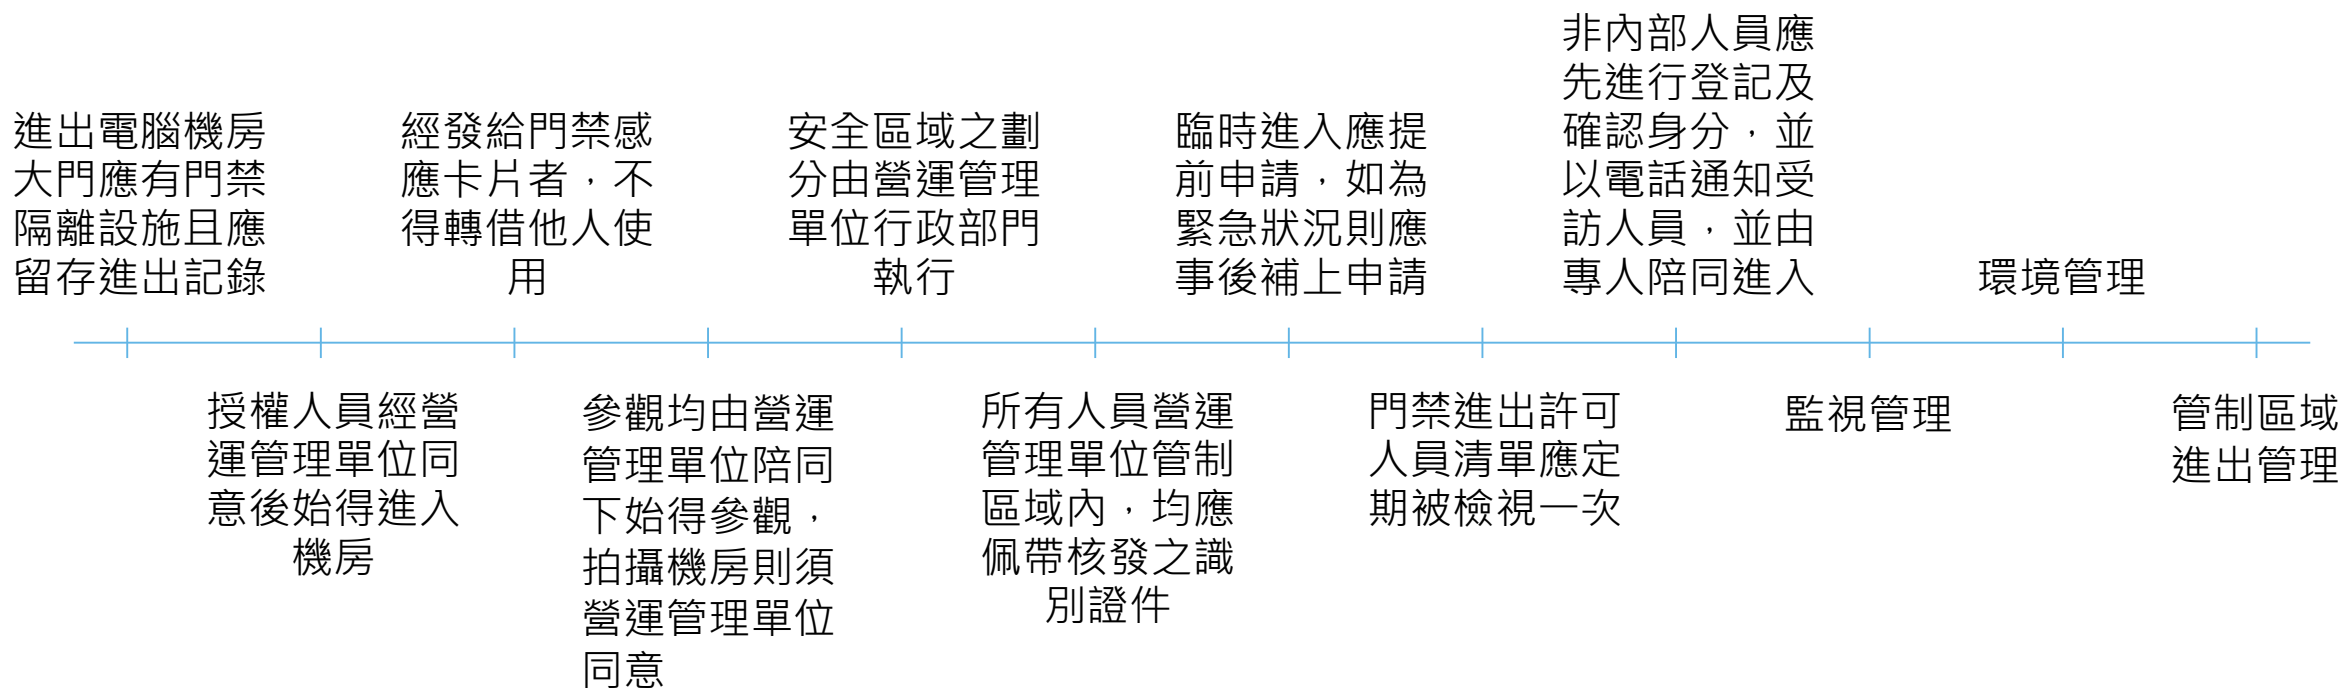 進出電腦機房
大門應有門禁
隔離設施且應
留存進出記錄
授權人員經營
運管理單位同
意後始得進入
機房
經發給門禁感
應卡片者，不
得轉借他人使
用
參觀均由營運
管理單位陪同
下始得參觀，
拍攝機房則須
營運管理單位
同意
安全區域之劃
分由營運管理
單位行政部門
執行
所有人員營運
管理單位管制
區域內，均應
佩帶核發之識
別證件
臨時進入應提
前申請，如為
緊急狀況則應
事後補上申請
門禁進出許可
人員清單應定
期被檢視一次
非內部人員應
先進行登記及
確認身分，並
以電話通知受
訪人員，並由
專人陪同進入
監視管理
環境管理
管制區域
進出管理